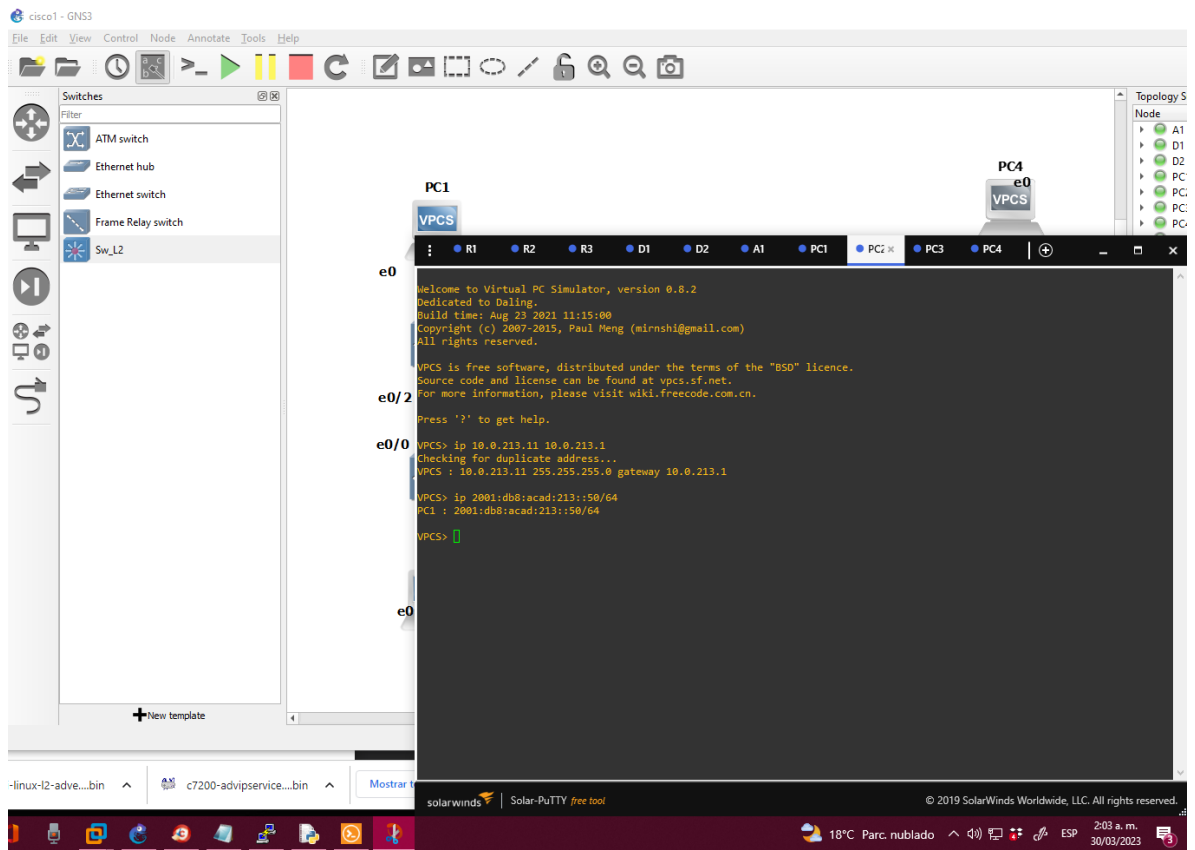 cisco1 - GNS3
File Edit View Control Node Annotate Tools Help
Switches
Filter
ATM switch
Ethernet hub
Ethernet switch
Frame Relay switch
Sw_L2
New template
PC1
VPCS
e0
e0/2
e0/0
e0
PC4
e0
VPCS
Topology S
Node
A1
D1
D2
PC1
PC2
PC3
PC4
R1 R2 R3 D1 D2 A1 PC1 PC2 PC3 PC4
Welcome to Virtual PC Simulator, version 0.8.2
Dedicated to Daling.
Build time: Aug 23 2021 11:15:00
Copyright (c) 2007-2015, Paul Meng (mirnshi@gmail.com)
All rights reserved.
VPCS is free software, distributed under the terms of the "BSD" licence.
Source code and license can be found at vpcs.sf.net.
For more information, please visit wiki.freecode.com.cn.
Press '?' to get help.
VPCS> ip 10.0.213.11 10.0.213.1
Checking for duplicate address...
VPCS : 10.0.213.11 255.255.255.0 gateway 10.0.213.1
VPCS> ip 2001:db8:acad:213::50/64
PC1 : 2001:db8:acad:213::50/64
VPCS>
solarwinds Solar-PuTTY free tool
© 2019 SolarWinds Worldwide, LLC. All rights reserved.
-linux-l2-adve....bin
c7200-advipservice....bin
Mostrar t
18°C Parc. nublado
ESP
2:03 a. m.
30/03/2023
3